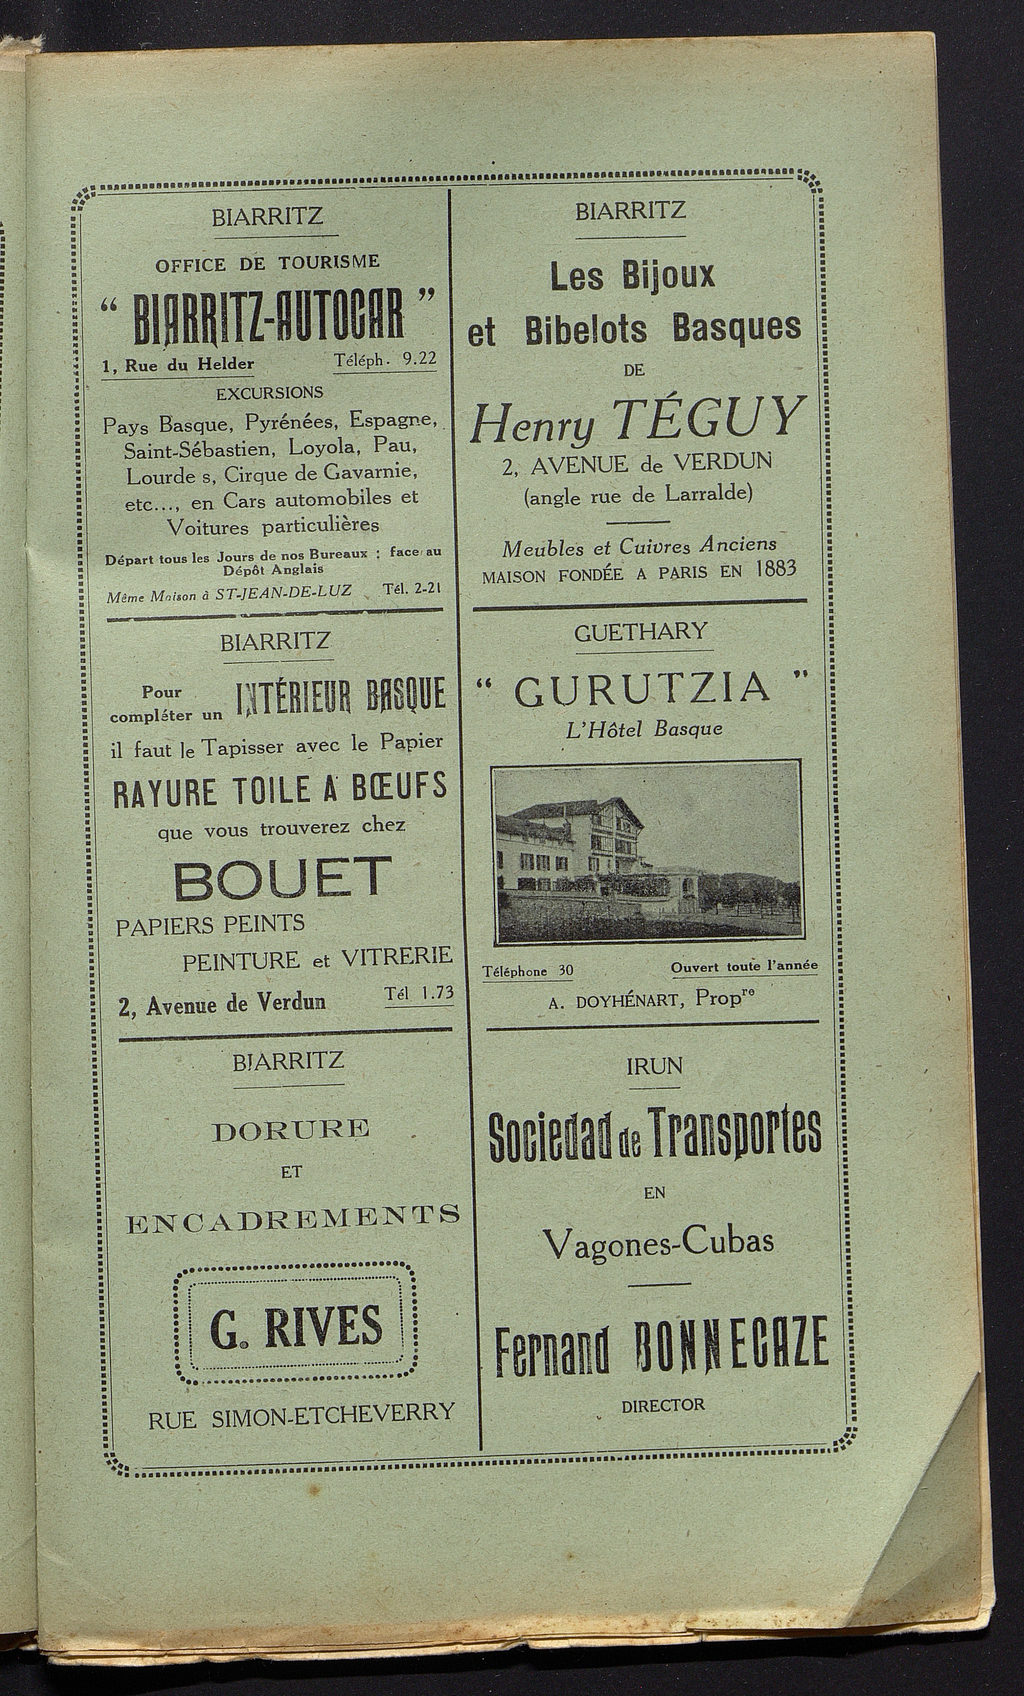 BIARRITZ
OFFICE DE TOURISME
“ BIARRITZ-AUTOCAR ”
1, Rue du Helder Téléph. 9.22
EXCURSIONS
Pays Basque, Pyrénées, Espagne,
Saint-Sébastien, Loyola, Pau,
Lourde s, Cirque de Gavarnie,
etc..., en Cars automobiles et
Voitures particulières
Départ tous les Jours de nos Bureaux : face au
Dépôt Anglais
Même Maison à ST-JEAN-DE-LUZ Tél. 2-21
BIARRITZ
Pour
compléter un INTÉRIEUR BASQUE
il faut le Tapisser avec le Papier
RAYURE TOILE A BŒUFS
que vous trouverez chez
BOUET
PAPIERS PEINTS
PEINTURE et VITRERIE
2, Avenue de Verdun Tél 1.73
BIARRITZ
DORURE
ET
ENCADREMENTS
G. RIVES
RUE SIMON-ETCHEVERRY
BIARRITZ
Les Bijoux
et Bibelots Basques
DE
Henry TÉGUY
2, AVENUE de VERDUN
(angle rue de Larralde)
Meubles et Cuivres Anciens
MAISON FONDÉE A PARIS EN 1883
GUETHARY
“ GURUTZIA ”
L'Hôtel Basque
Téléphone 30 Ouvert toute l'année
A. DOYHÉNART, Propre
IRUN
Sociedad de Transportes
EN
Vagones-Cubas
Fernand BONNECAZE
DIRECTOR